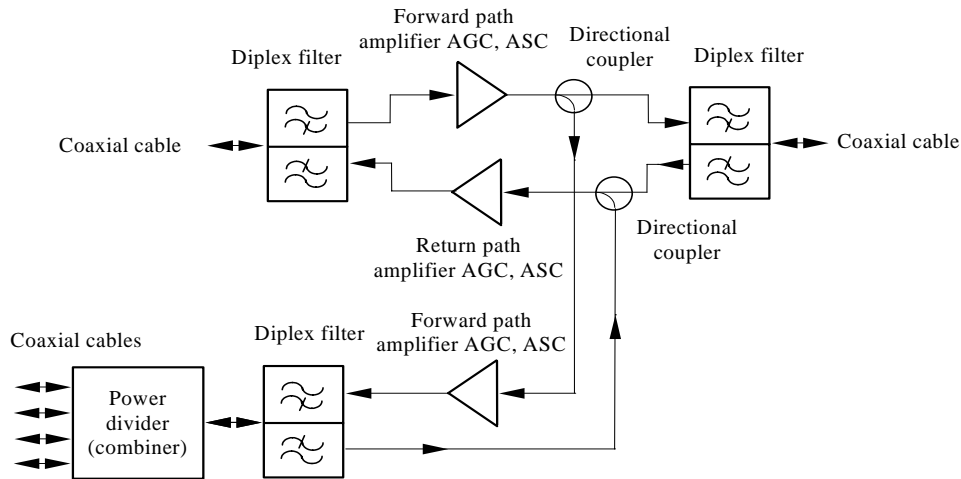 Forward path
amplifier AGC, ASC
Directional
coupler
Diplex filter
Diplex filter
Coaxial cable
Coaxial cable
Return path
amplifier AGC, ASC
Directional
coupler
Coaxial cables
Diplex filter
Forward path
amplifier AGC, ASC
Power
divider
(combiner)